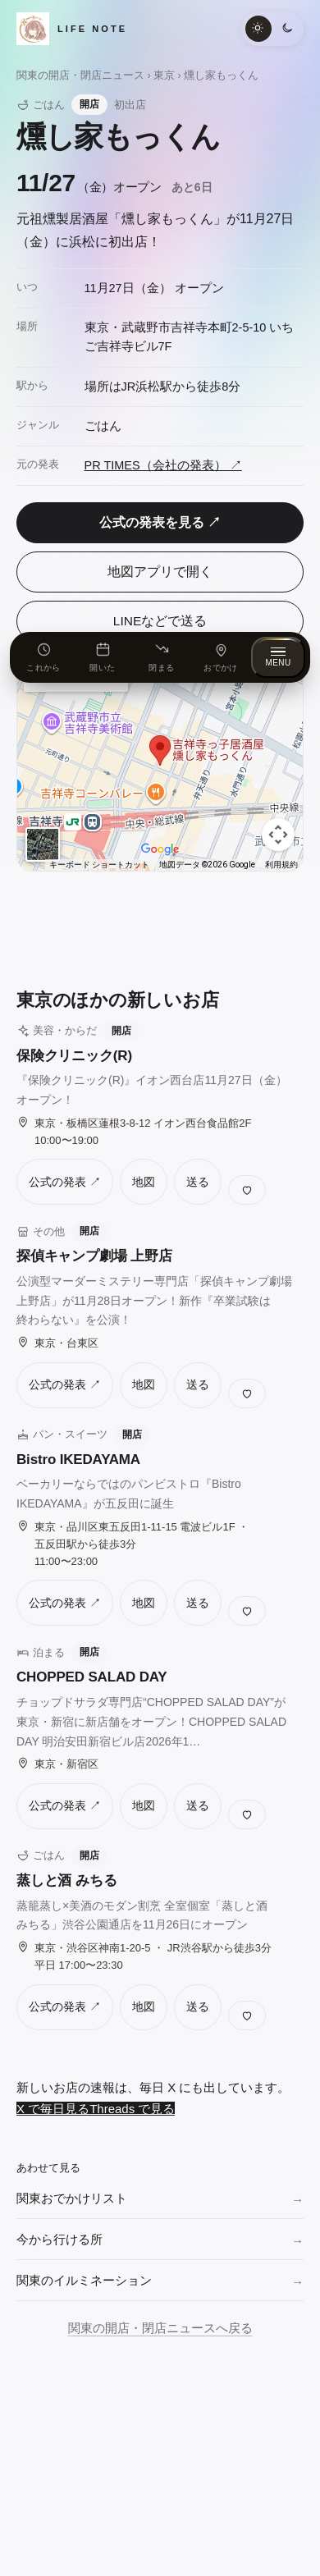 LIFE NOTE
関東の開店・閉店ニュース › 東京 › 燻し家もっくん
ごはん 開店 初出店
燻し家もっくん
11/27 （金）オープン あと6日
元祖燻製居酒屋「燻し家もっくん」が11月27日
（金）に浜松に初出店！
いつ 11月27日（金） オープン
場所 東京・武蔵野市吉祥寺本町2-5-10 いち
ご吉祥寺ビル7F
駅から 場所はJR浜松駅から徒歩8分
ジャンル ごはん
元の発表 PR TIMES（会社の発表） ↗
公式の発表を見る ↗
地図アプリで開く
LINEなどで送る
これから 開いた 閉まる おでかけ MENU
武蔵野市立
吉祥寺美術館
元町通り
吉祥寺っ子居酒屋
燻し家もっくん
吉祥寺コーンバレー
弁天通り
中央通り
中央線
中央・総武線
吉祥寺
JR
Google
キーボード ショートカット 地図データ ©2026 Google 利用規約
東京のほかの新しいお店
美容・からだ 開店
保険クリニック(R)
『保険クリニック(R)』イオン西台店11月27日（金）
オープン！
東京・板橋区蓮根3-8-12 イオン西台食品館2F
10:00〜19:00
公式の発表 ↗ 地図 送る
その他 開店
探偵キャンプ劇場 上野店
公演型マーダーミステリー専門店「探偵キャンプ劇場
上野店」が11月28日オープン！新作『卒業試験は
終わらない』を公演！
東京・台東区
公式の発表 ↗ 地図 送る
パン・スイーツ 開店
Bistro IKEDAYAMA
ベーカリーならではのパンビストロ『Bistro
IKEDAYAMA』が五反田に誕生
東京・品川区東五反田1-11-15 電波ビル1F ・
五反田駅から徒歩3分
11:00〜23:00
公式の発表 ↗ 地図 送る
泊まる 開店
CHOPPED SALAD DAY
チョップドサラダ専門店“CHOPPED SALAD DAY”が
東京・新宿に新店舗をオープン！CHOPPED SALAD
DAY 明治安田新宿ビル店2026年1…
東京・新宿区
公式の発表 ↗ 地図 送る
ごはん 開店
蒸しと酒 みちる
蒸籠蒸し×美酒のモダン割烹 全室個室「蒸しと酒
みちる」渋谷公園通店を11月26日にオープン
東京・渋谷区神南1-20-5 ・ JR渋谷駅から徒歩3分
平日 17:00〜23:30
公式の発表 ↗ 地図 送る
新しいお店の速報は、毎日 X にも出しています。
X で毎日見るThreads で見る
あわせて見る
関東おでかけリスト →
今から行ける所 →
関東のイルミネーション →
関東の開店・閉店ニュースへ戻る